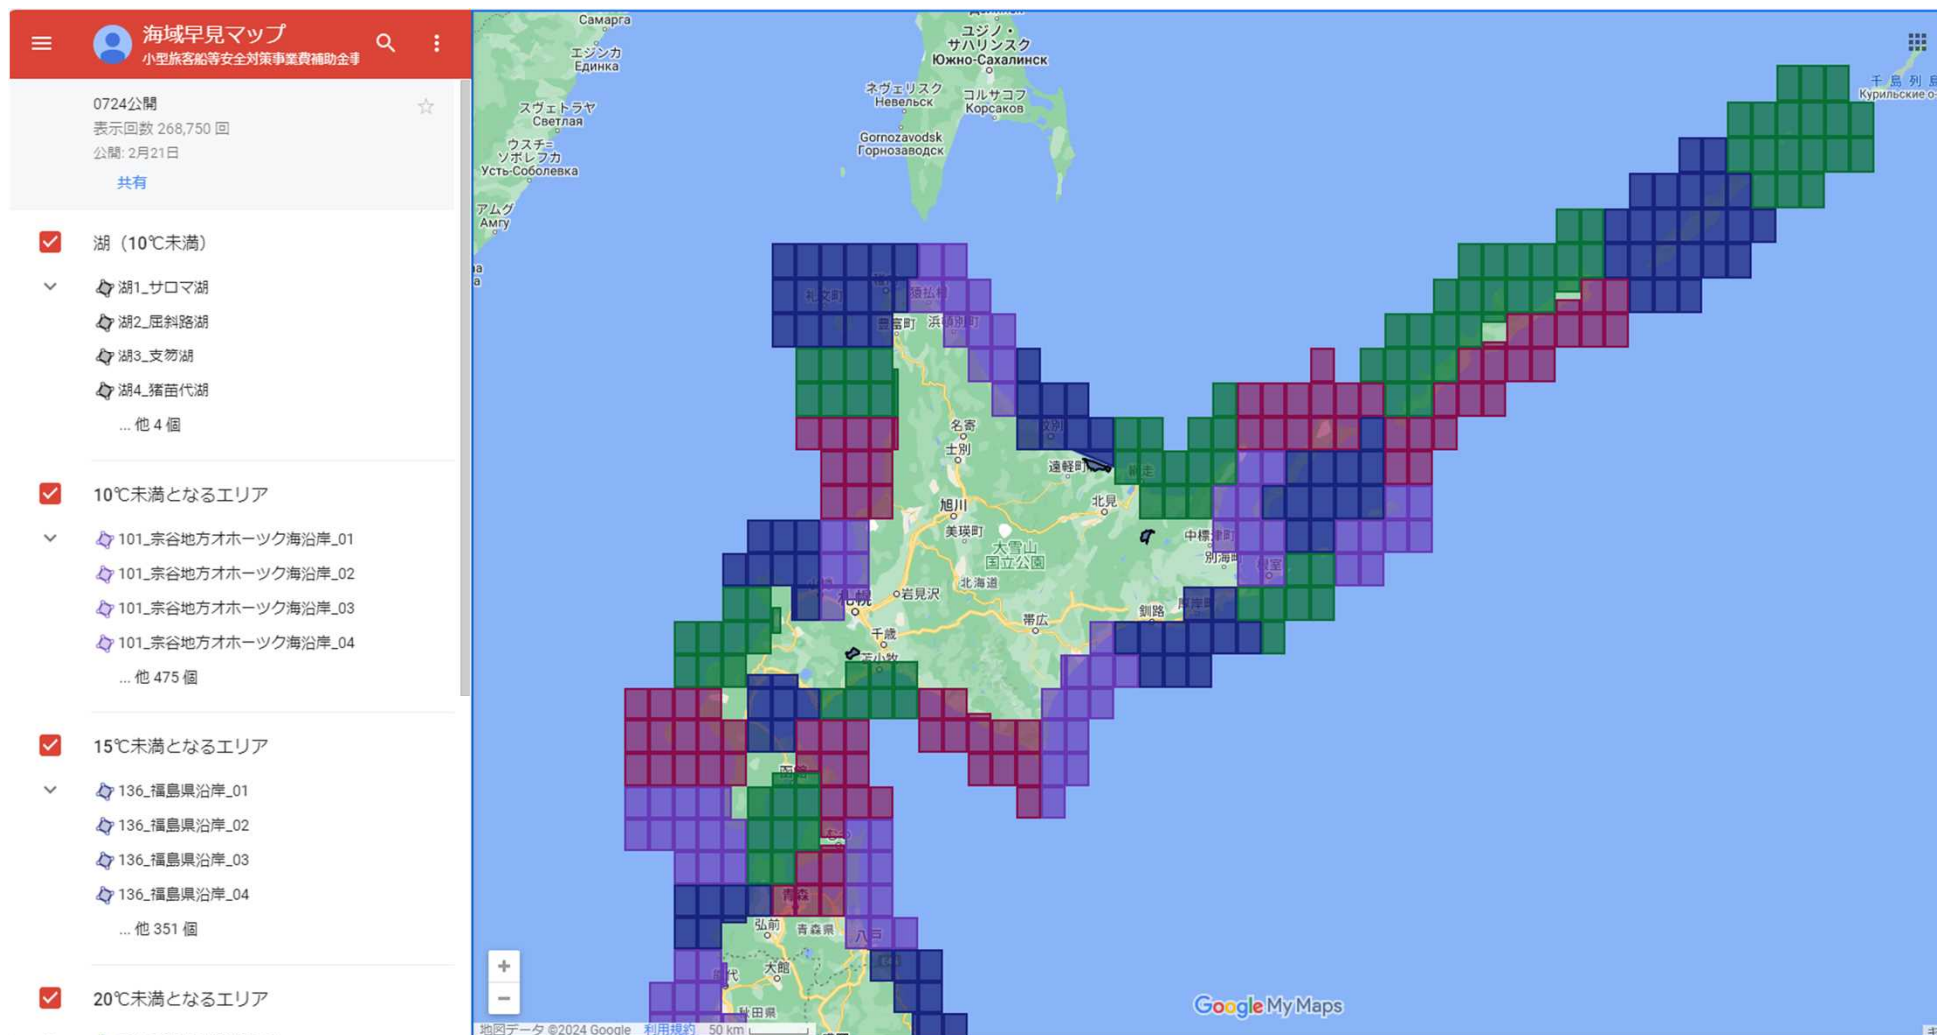 海域早見マップ
小型旅客船等安全対策事業費補助金事
0724公開
表示回数 268,750 回
公開: 2月21日
共有
湖（10℃未満）
湖1_サロマ湖
湖2_屈斜路湖
湖3_支笏湖
湖4_猪苗代湖
... 他 4 個
10℃未満となるエリア
101_宗谷地方オホーツク海沿岸_01
101_宗谷地方オホーツク海沿岸_02
101_宗谷地方オホーツク海沿岸_03
101_宗谷地方オホーツク海沿岸_04
... 他 475 個
15℃未満となるエリア
136_福島県沿岸_01
136_福島県沿岸_02
136_福島県沿岸_03
136_福島県沿岸_04
... 他 351 個
20℃未満となるエリア
Самарга
エジンカ
Единка
スヴェトラヤ
Светлая
ウスチ=
ソボレフカ
Усть-Соболевка
アムグ
Амгу
ユジノ・
サハリンスク
Южно-Сахалинск
ネヴェリスク
Невельск
コルサコフ
Корсаков
Gornozavodsk
Горнозаводск
千島列島
Курильские о-
礼文町
猿払村
豊富町
浜頓別町
名寄
士別
紋別
遠軽町
網走
北見
旭川
美瑛町
大雪山
国立公園
中標津町
別海町
根室
北海道
札幌
岩見沢
帯広
釧路
厚岸町
千歳
苫小牧
函館
むつ
青森
弘前
青森県
八戸
能代
大館
秋田県
+
−
Google My Maps
地図データ ©2024 Google
利用規約
50 km